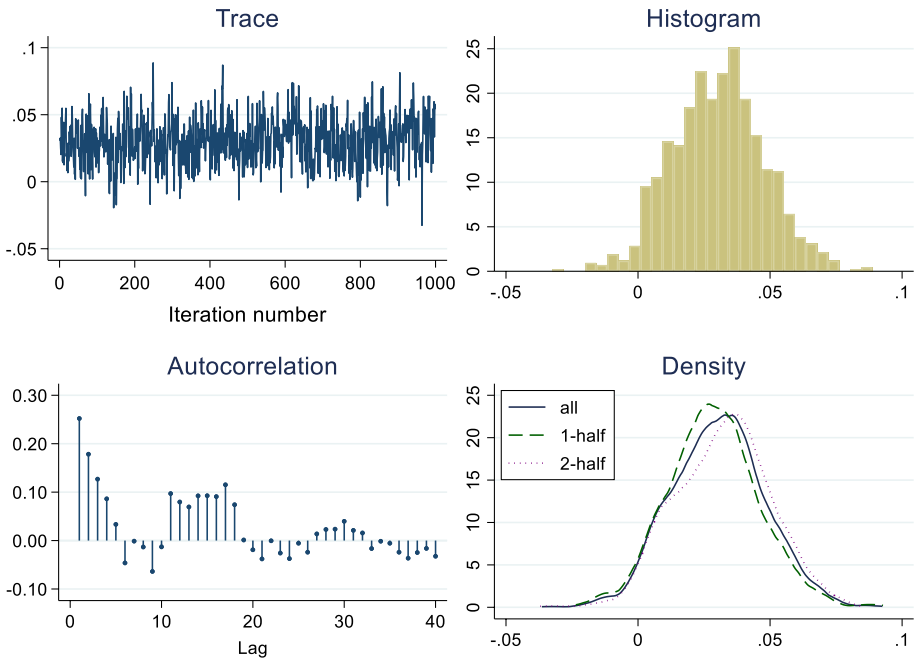 Trace
.1
.05
0
-.05
0 200 400 600 800 1000
Iteration number
Histogram
25
20
15
10
5
0
-.05 0 .05 .1
Autocorrelation
0.30
0.20
0.10
0.00
-0.10
0 10 20 30 40
Lag
Density
25
20
15
10
5
0
all
1-half
2-half
-.05 0 .05 .1